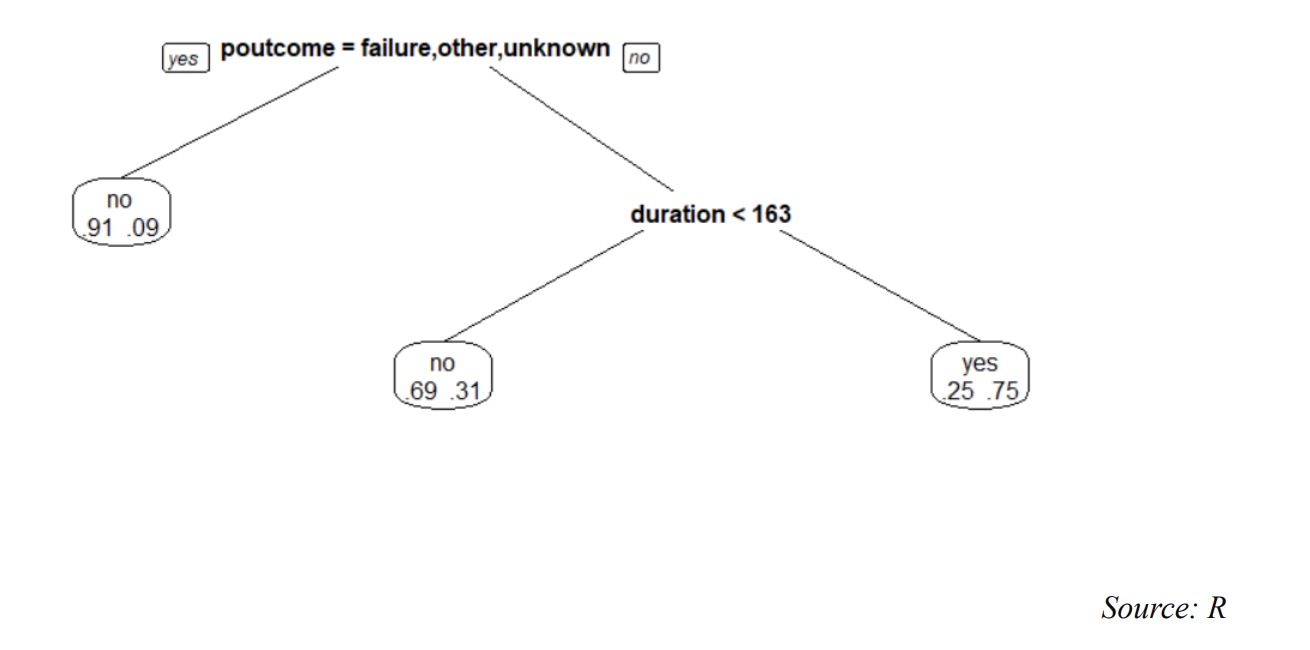 yes poutcome = failure,other,unknown no
no
.91 .09
duration < 163
no
.69 .31
yes
.25 .75
Source: R